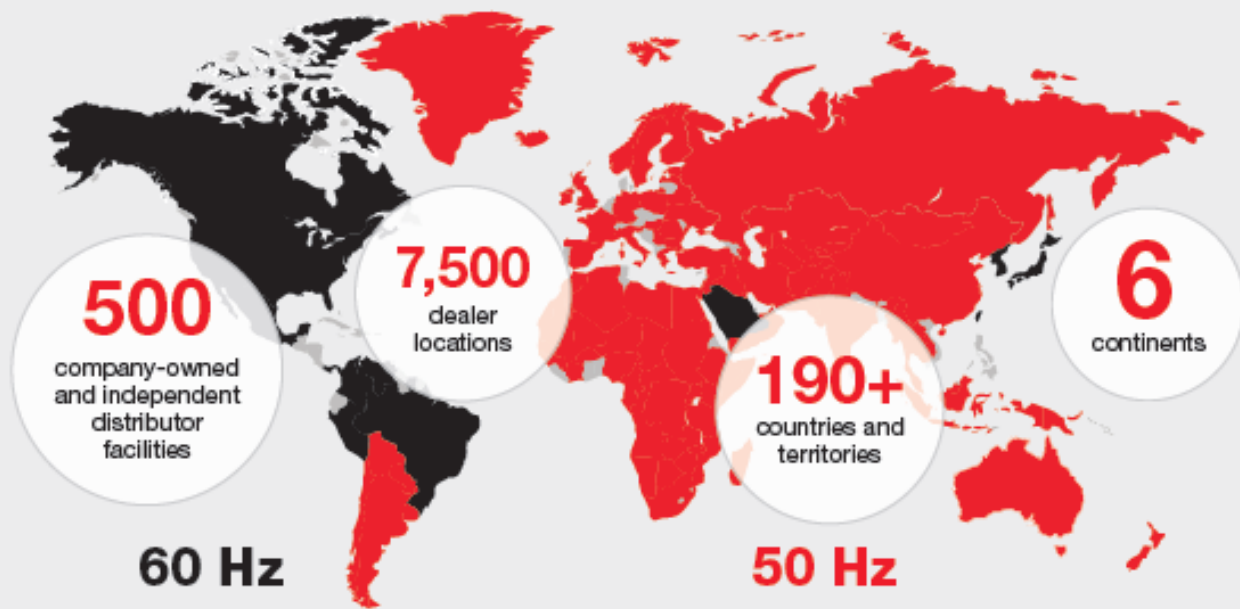 500
company-owned
and independent
distributor
facilities
7,500
dealer
locations
190+
countries and
territories
6
continents
60 Hz
50 Hz